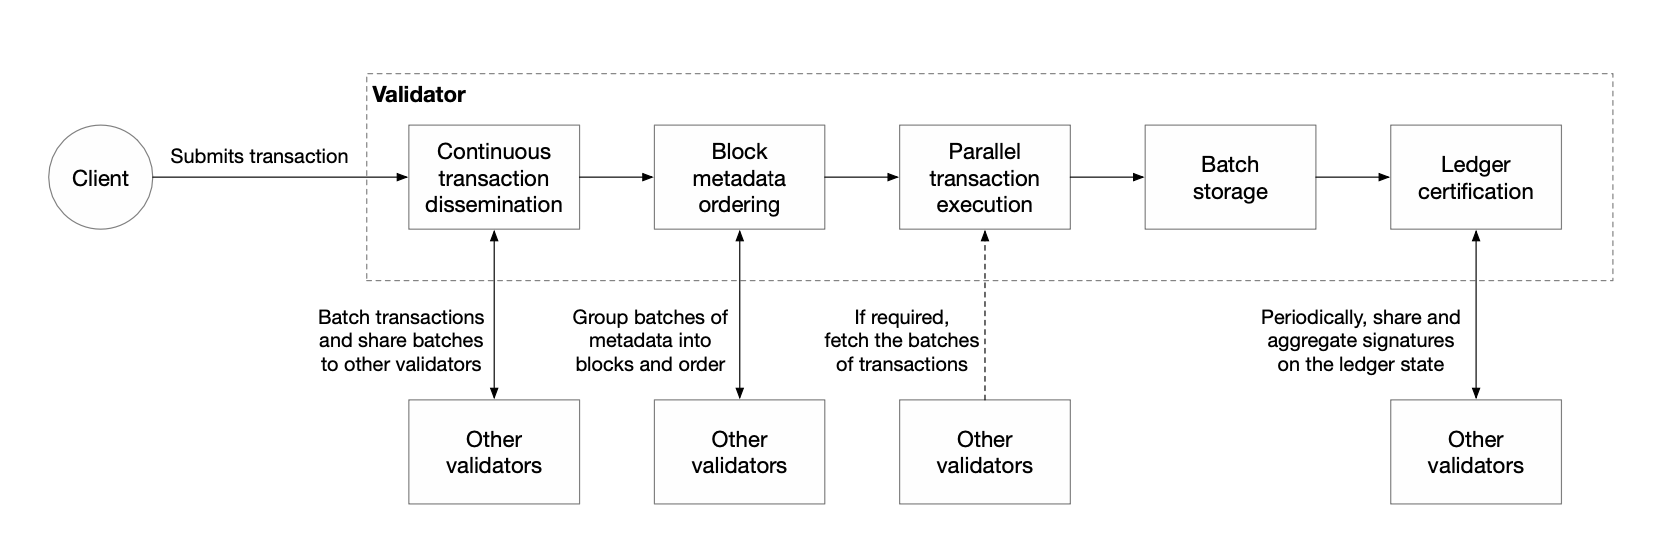 Validator
Client
Submits transaction
Continuous
transaction
dissemination
Block
metadata
ordering
Parallel
transaction
execution
Batch
storage
Ledger
certification
Batch transactions
and share batches
to other validators
Group batches of
metadata into
blocks and order
If required,
fetch the batches
of transactions
Periodically, share and
aggregate signatures
on the ledger state
Other
validators
Other
validators
Other
validators
Other
validators